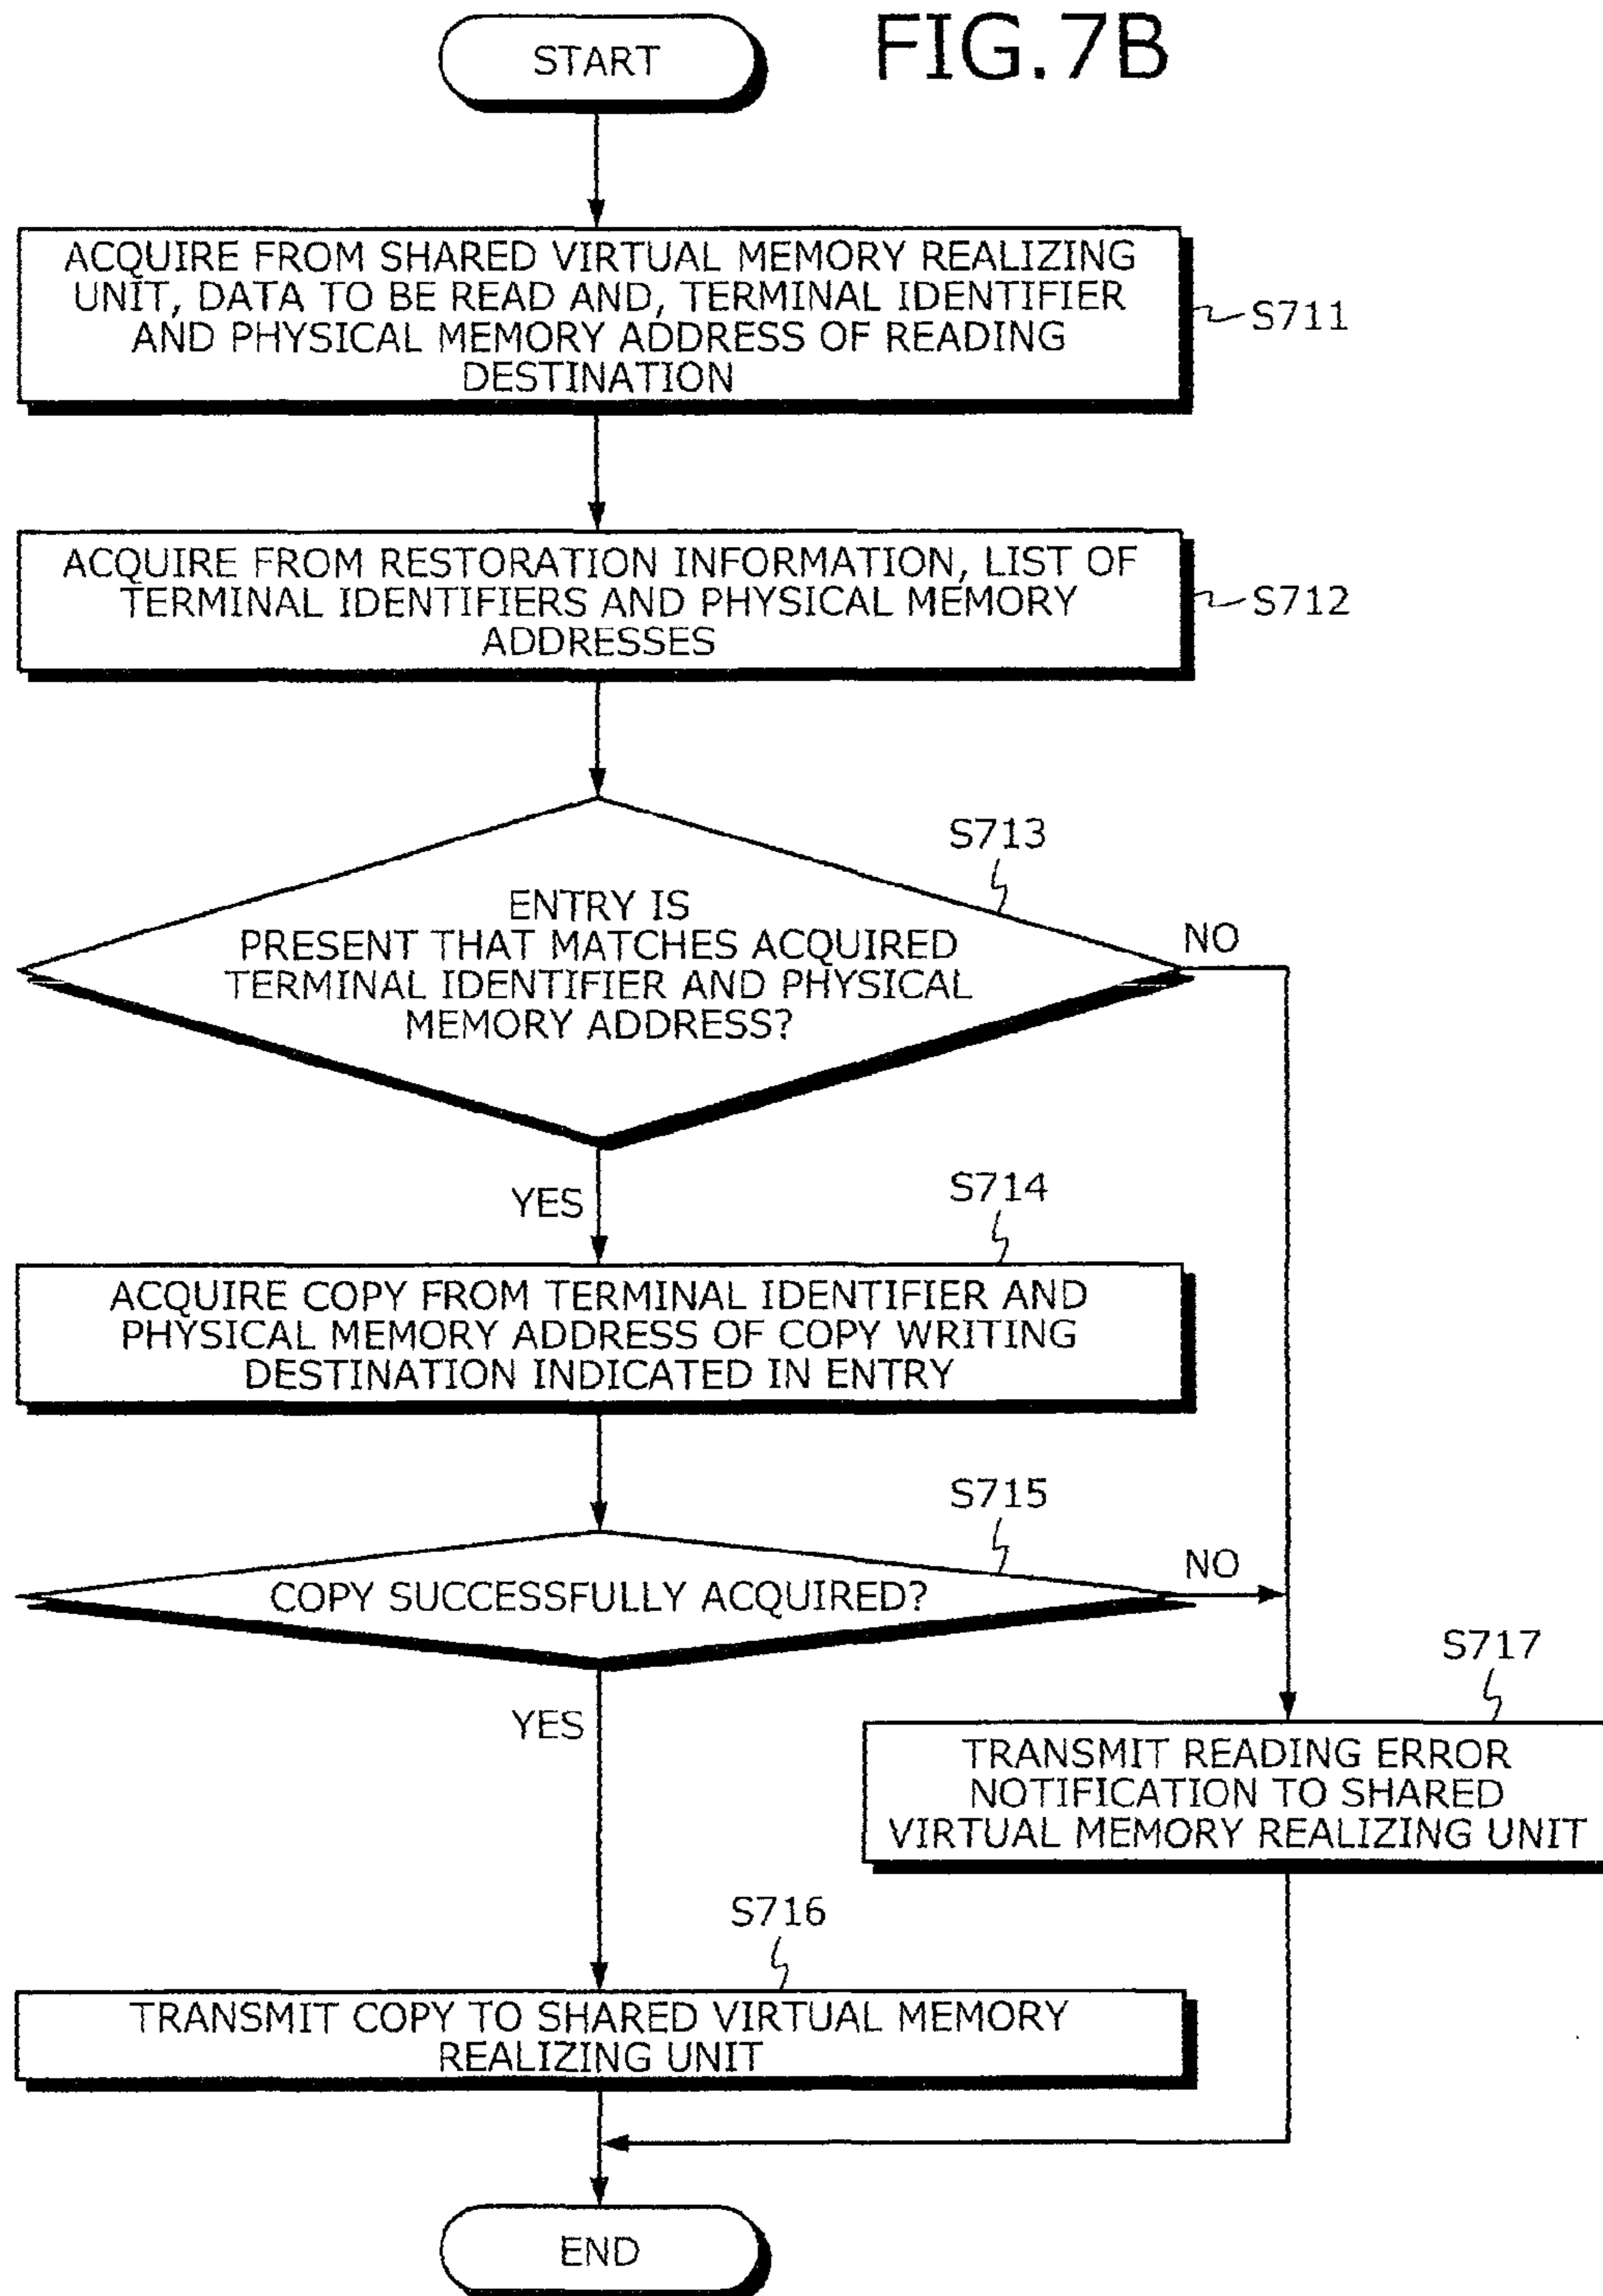 FIG.7B
START
ACQUIRE FROM SHARED VIRTUAL MEMORY REALIZING
UNIT, DATA TO BE READ AND, TERMINAL IDENTIFIER
AND PHYSICAL MEMORY ADDRESS OF READING
DESTINATION
S711
ACQUIRE FROM RESTORATION INFORMATION, LIST OF
TERMINAL IDENTIFIERS AND PHYSICAL MEMORY
ADDRESSES
S712
S713
ENTRY IS
PRESENT THAT MATCHES ACQUIRED
TERMINAL IDENTIFIER AND PHYSICAL
MEMORY ADDRESS?
NO
YES
S714
ACQUIRE COPY FROM TERMINAL IDENTIFIER AND
PHYSICAL MEMORY ADDRESS OF COPY WRITING
DESTINATION INDICATED IN ENTRY
S715
COPY SUCCESSFULLY ACQUIRED?
NO
YES
S717
TRANSMIT READING ERROR
NOTIFICATION TO SHARED
VIRTUAL MEMORY REALIZING UNIT
S716
TRANSMIT COPY TO SHARED VIRTUAL MEMORY
REALIZING UNIT
END